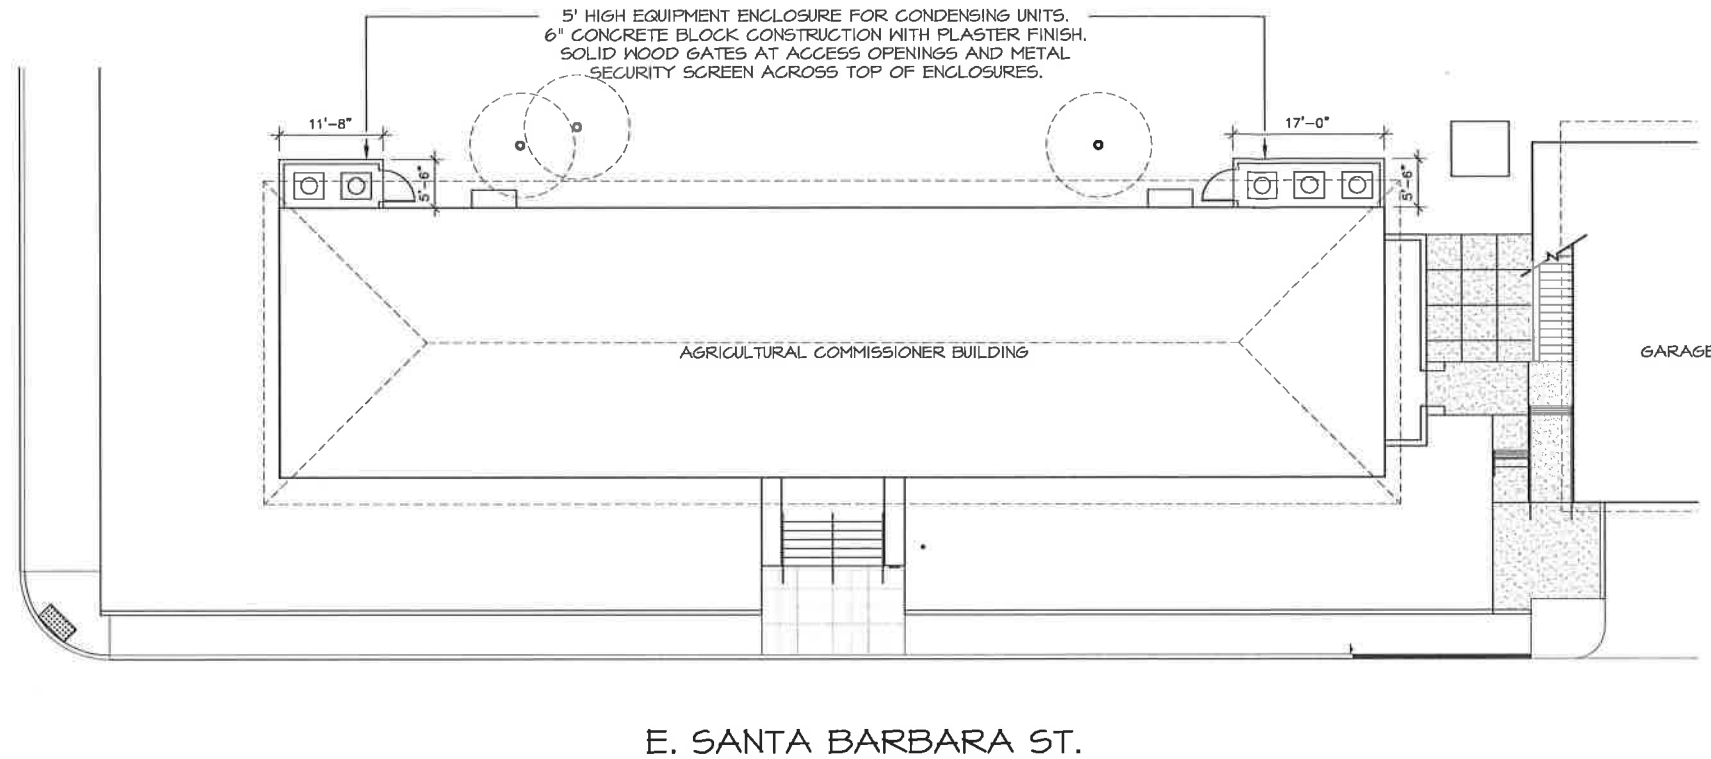 5' HIGH EQUIPMENT ENCLOSURE FOR CONDENSING UNITS.
6" CONCRETE BLOCK CONSTRUCTION WITH PLASTER FINISH.
SOLID WOOD GATES AT ACCESS OPENINGS AND METAL
SECURITY SCREEN ACROSS TOP OF ENCLOSURES.
11'-8"
17'-0"
5'-6"
5'-6"
N
AGRICULTURAL COMMISSIONER BUILDING
GARAGE
E. SANTA BARBARA ST.